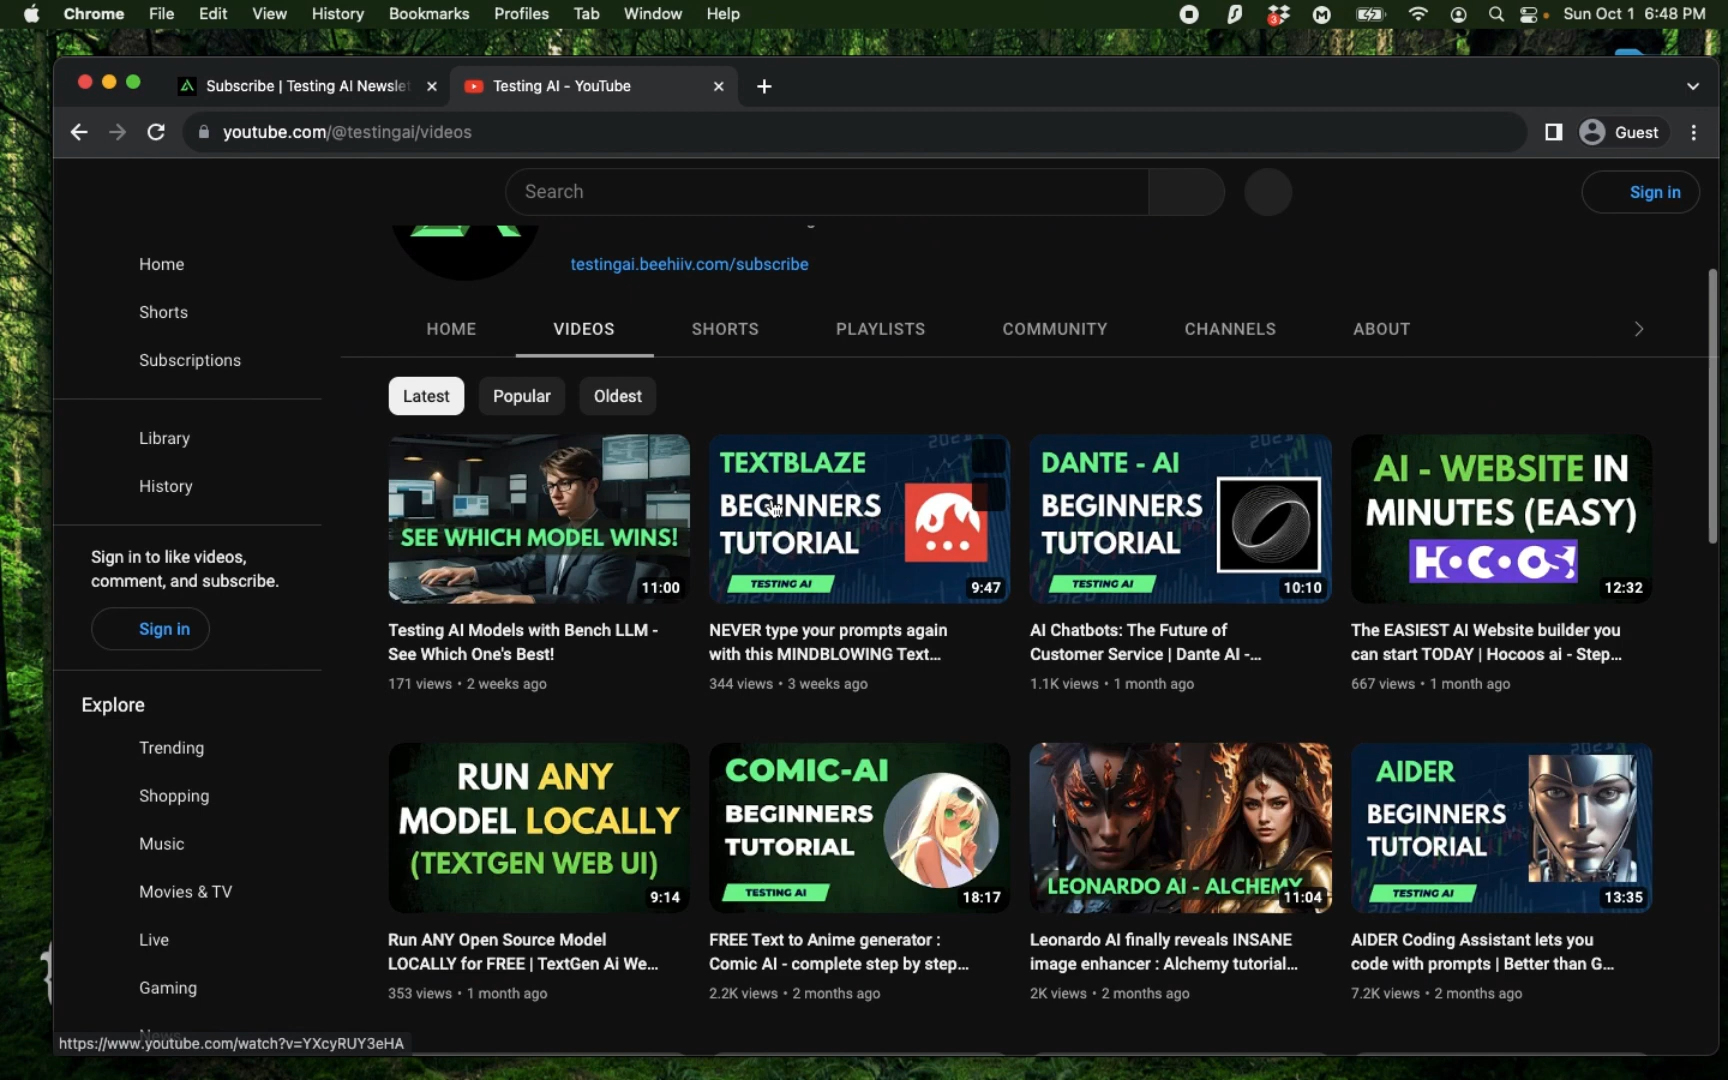 Chrome File Edit View History Bookmarks Profiles Tab Window Help
3
M
Sun Oct 1 6:48 PM
Subscribe | Testing AI Newslet
Testing AI - YouTube
youtube.com/@testingai/videos
Guest
Search
Sign in
testingai.beehiiv.com/subscribe
Home
Shorts
Subscriptions
Library
History
Sign in to like videos,
comment, and subscribe.
Sign in
Explore
Trending
Shopping
Music
Movies & TV
Live
Gaming
HOME VIDEOS SHORTS PLAYLISTS COMMUNITY CHANNELS ABOUT
Latest Popular Oldest
SEE WHICH MODEL WINS!
11:00
Testing AI Models with Bench LLM -
See Which One's Best!
171 views • 2 weeks ago
TEXTBLAZE
BEGINNERS
TUTORIAL
TESTING AI
9:47
NEVER type your prompts again
with this MINDBLOWING Text...
344 views • 3 weeks ago
DANTE - AI
BEGINNERS
TUTORIAL
TESTING AI
10:10
AI Chatbots: The Future of
Customer Service | Dante AI -...
1.1K views • 1 month ago
AI - WEBSITE IN
MINUTES (EASY)
HOCOOS!
12:32
The EASIEST AI Website builder you
can start TODAY | Hocoos ai - Step...
667 views • 1 month ago
RUN ANY
MODEL LOCALLY
(TEXTGEN WEB UI)
9:14
Run ANY Open Source Model
LOCALLY for FREE | TextGen Ai We...
353 views • 1 month ago
COMIC-AI
BEGINNERS
TUTORIAL
TESTING AI
18:17
FREE Text to Anime generator :
Comic AI - complete step by step...
2.2K views • 2 months ago
LEONARDO AI - ALCHEMY
11:04
Leonardo AI finally reveals INSANE
image enhancer : Alchemy tutorial...
2K views • 2 months ago
AIDER
BEGINNERS
TUTORIAL
TESTING AI
13:35
AIDER Coding Assistant lets you
code with prompts | Better than G...
7.2K views • 2 months ago
https://www.youtube.com/watch?v=YXcyRUY3eHA